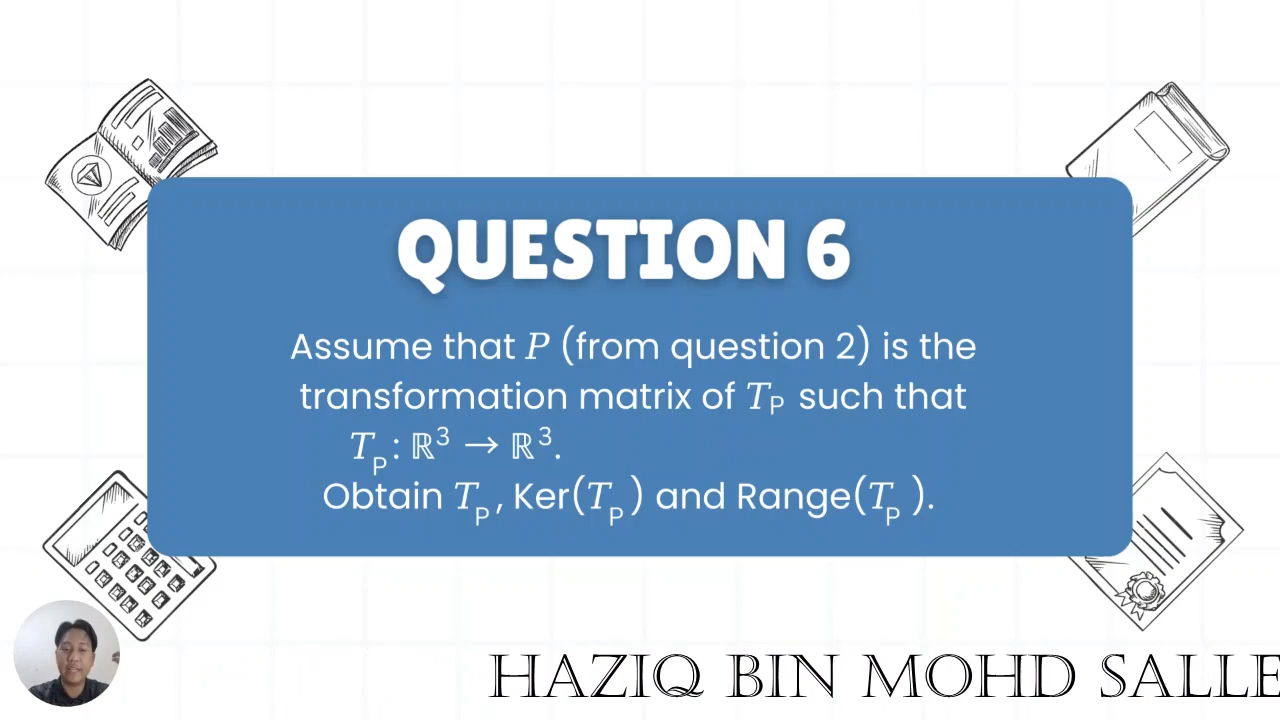 QUESTION 6
Assume that P (from question 2) is the
transformation matrix of Tₚ such that
Tₚ: ℝ³ → ℝ³.
Obtain Tₚ, Ker(Tₚ) and Range(Tₚ ).
HAZIQ BIN MOHD SALLE